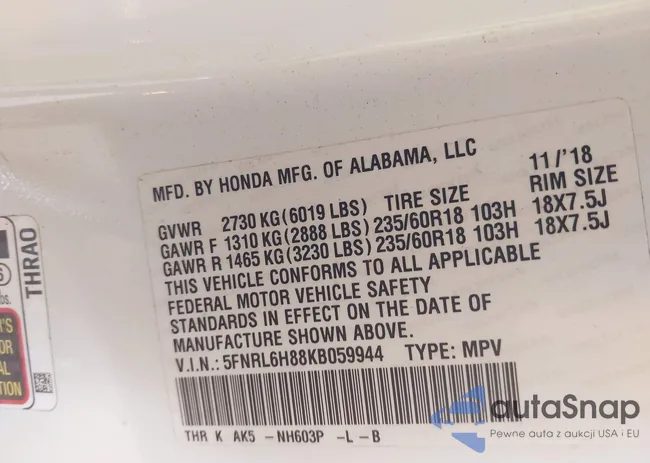 MFD. BY HONDA MFG. OF ALABAMA, LLC 11/'18
GVWR 2730 KG(6019 LBS) TIRE SIZE RIM SIZE
GAWR F 1310 KG(2888 LBS)235/60R18 103H 18X7.5J
GAWR R 1465 KG(3230 LBS)235/60R18 103H 18X7.5J
THIS VEHICLE CONFORMS TO ALL APPLICABLE
FEDERAL MOTOR VEHICLE SAFETY
STANDARDS IN EFFECT ON THE DATE OF
MANUFACTURE SHOWN ABOVE.
V.I.N.: 5FNRL6H88KB059944 TYPE: MPV
THR K AK5 -NH603P -L -B
THRA0
autaSnap
Pewne auta z aukcji USA - EU